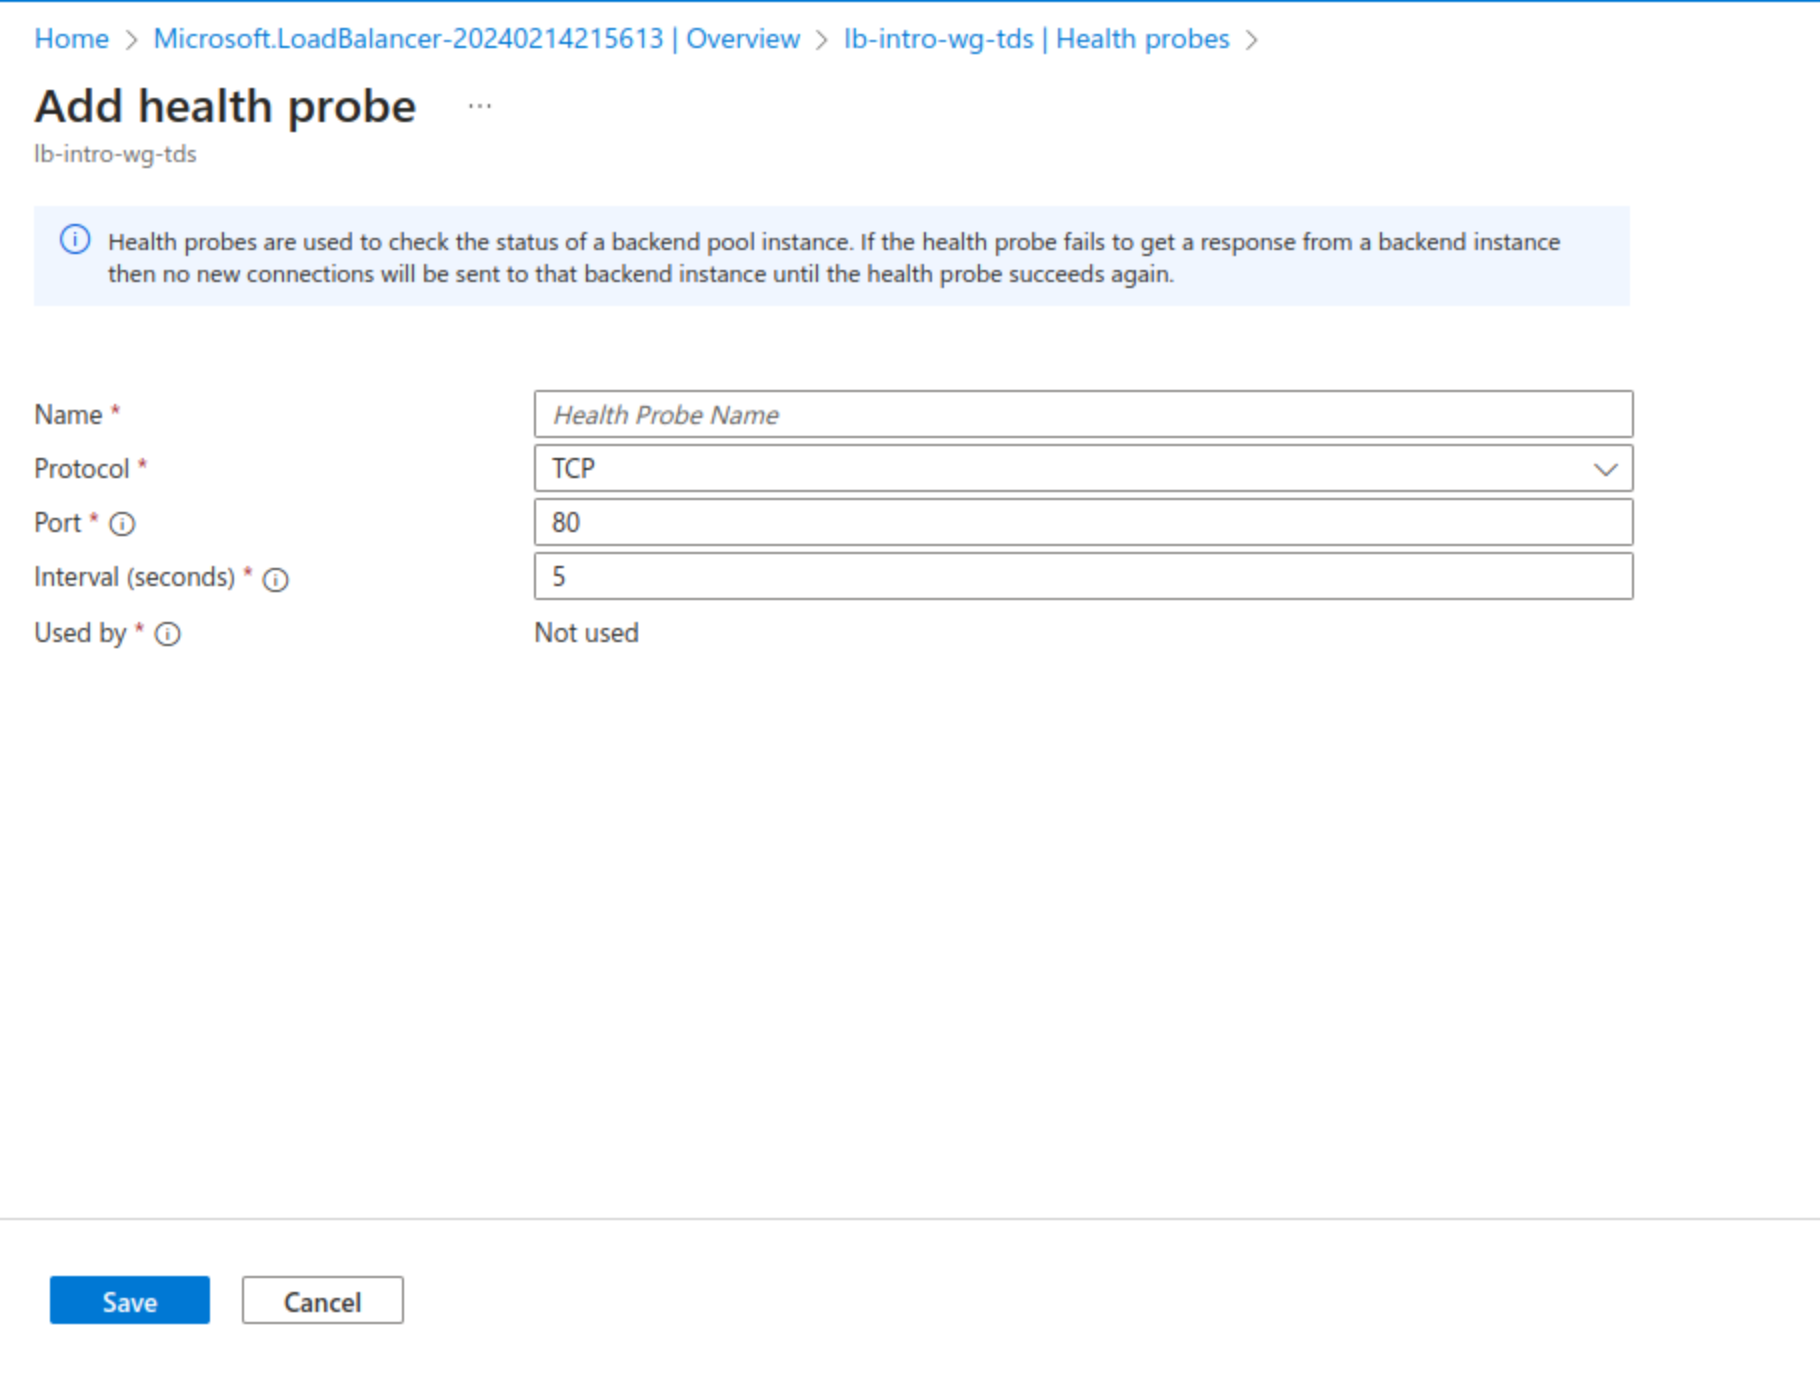 Home > Microsoft.LoadBalancer-20240214215613 | Overview > lb-intro-wg-tds | Health probes >
Add health probe ...
lb-intro-wg-tds
Health probes are used to check the status of a backend pool instance. If the health probe fails to get a response from a backend instance
then no new connections will be sent to that backend instance until the health probe succeeds again.
Name * Health Probe Name
Protocol * TCP
Port * 80
Interval (seconds) * 5
Used by * Not used
Save Cancel